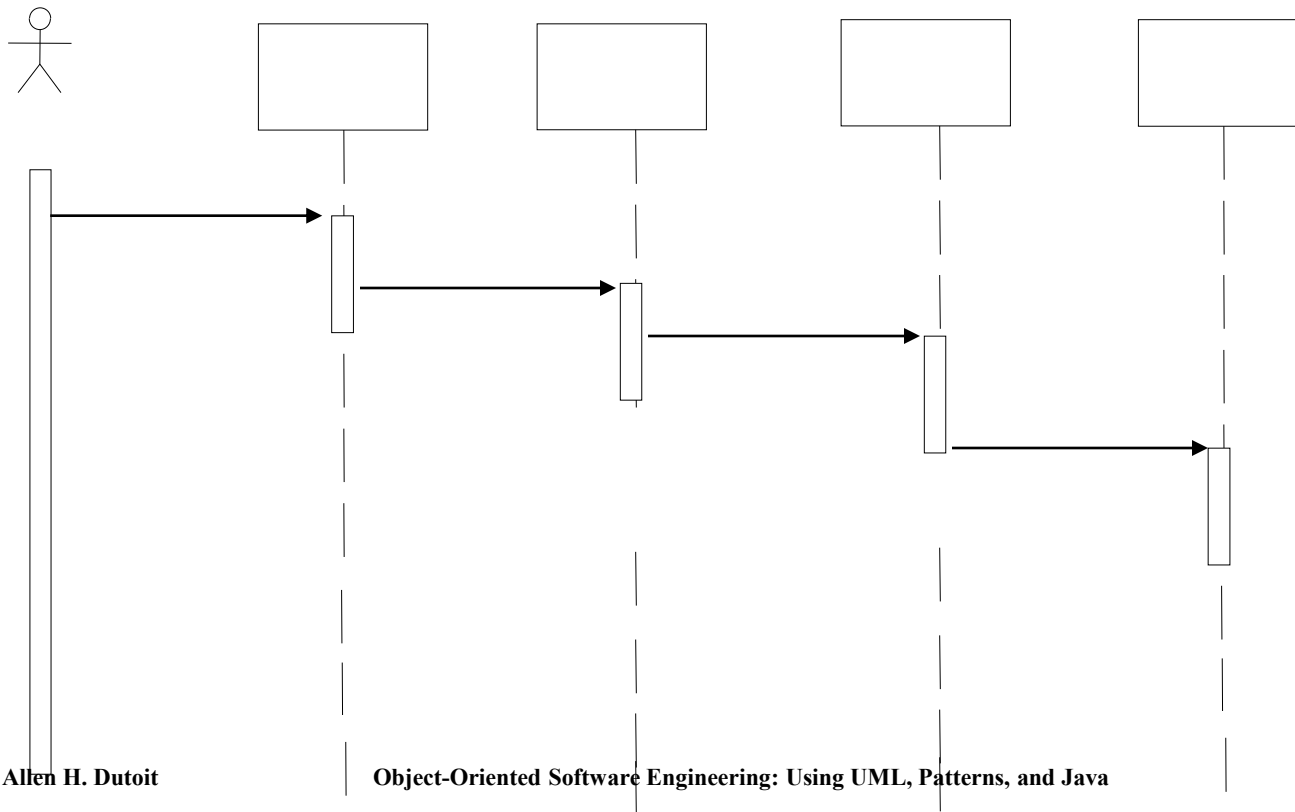 Allen H. Dutoit Object-Oriented Software Engineering: Using UML, Patterns, and Java